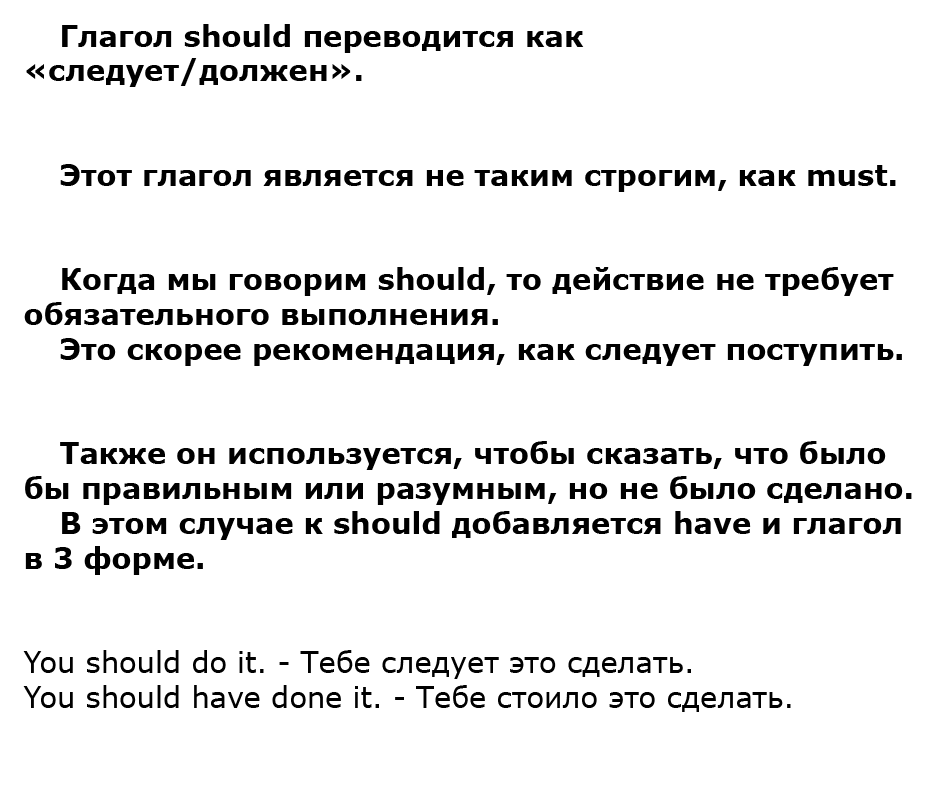 Глагол should переводится как
«следует/должен».
Этот глагол является не таким строгим, как must.
Когда мы говорим should, то действие не требует
обязательного выполнения.
Это скорее рекомендация, как следует поступить.
Также он используется, чтобы сказать, что было
бы правильным или разумным, но не было сделано.
В этом случае к should добавляется have и глагол
в 3 форме.
You should do it. - Тебе следует это сделать.
You should have done it. - Тебе стоило это сделать.